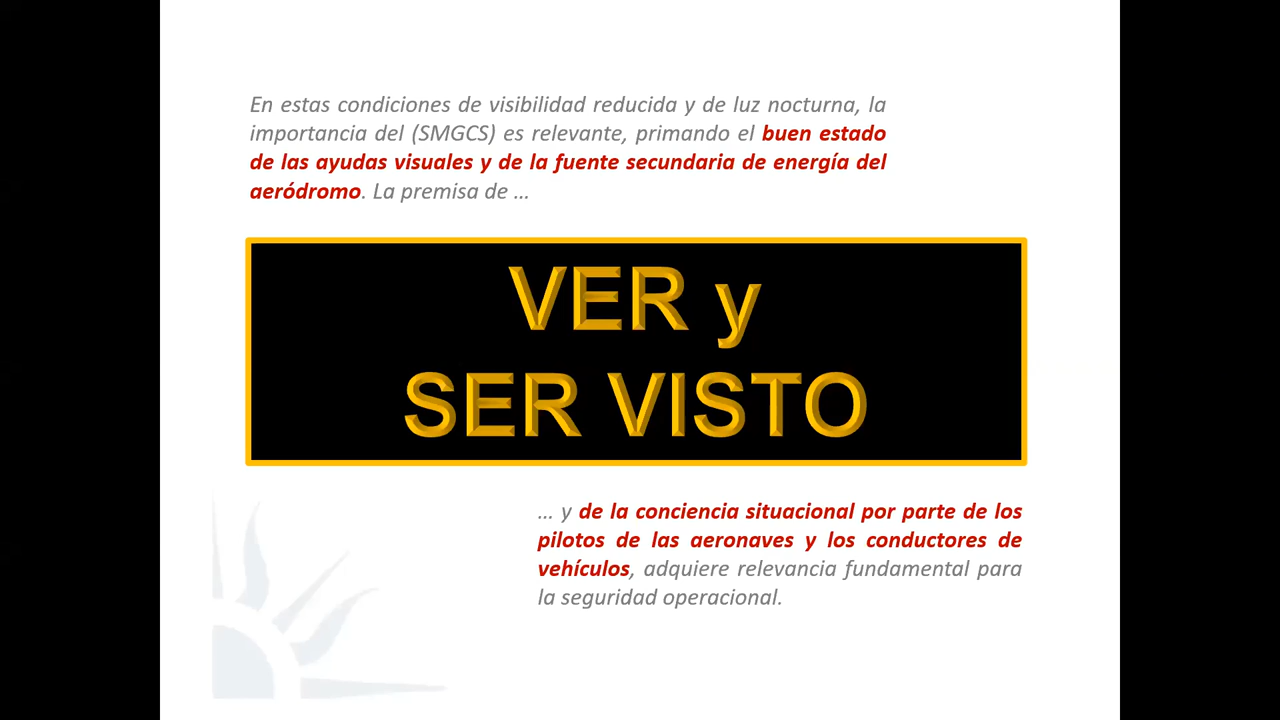 En estas condiciones de visibilidad reducida y de luz nocturna, la
importancia del (SMGCS) es relevante, primando el buen estado
de las ayudas visuales y de la fuente secundaria de energía del
aeródromo. La premisa de ...
VER y
SER VISTO
... y de la conciencia situacional por parte de los
pilotos de las aeronaves y los conductores de
vehículos, adquiere relevancia fundamental para
la seguridad operacional.